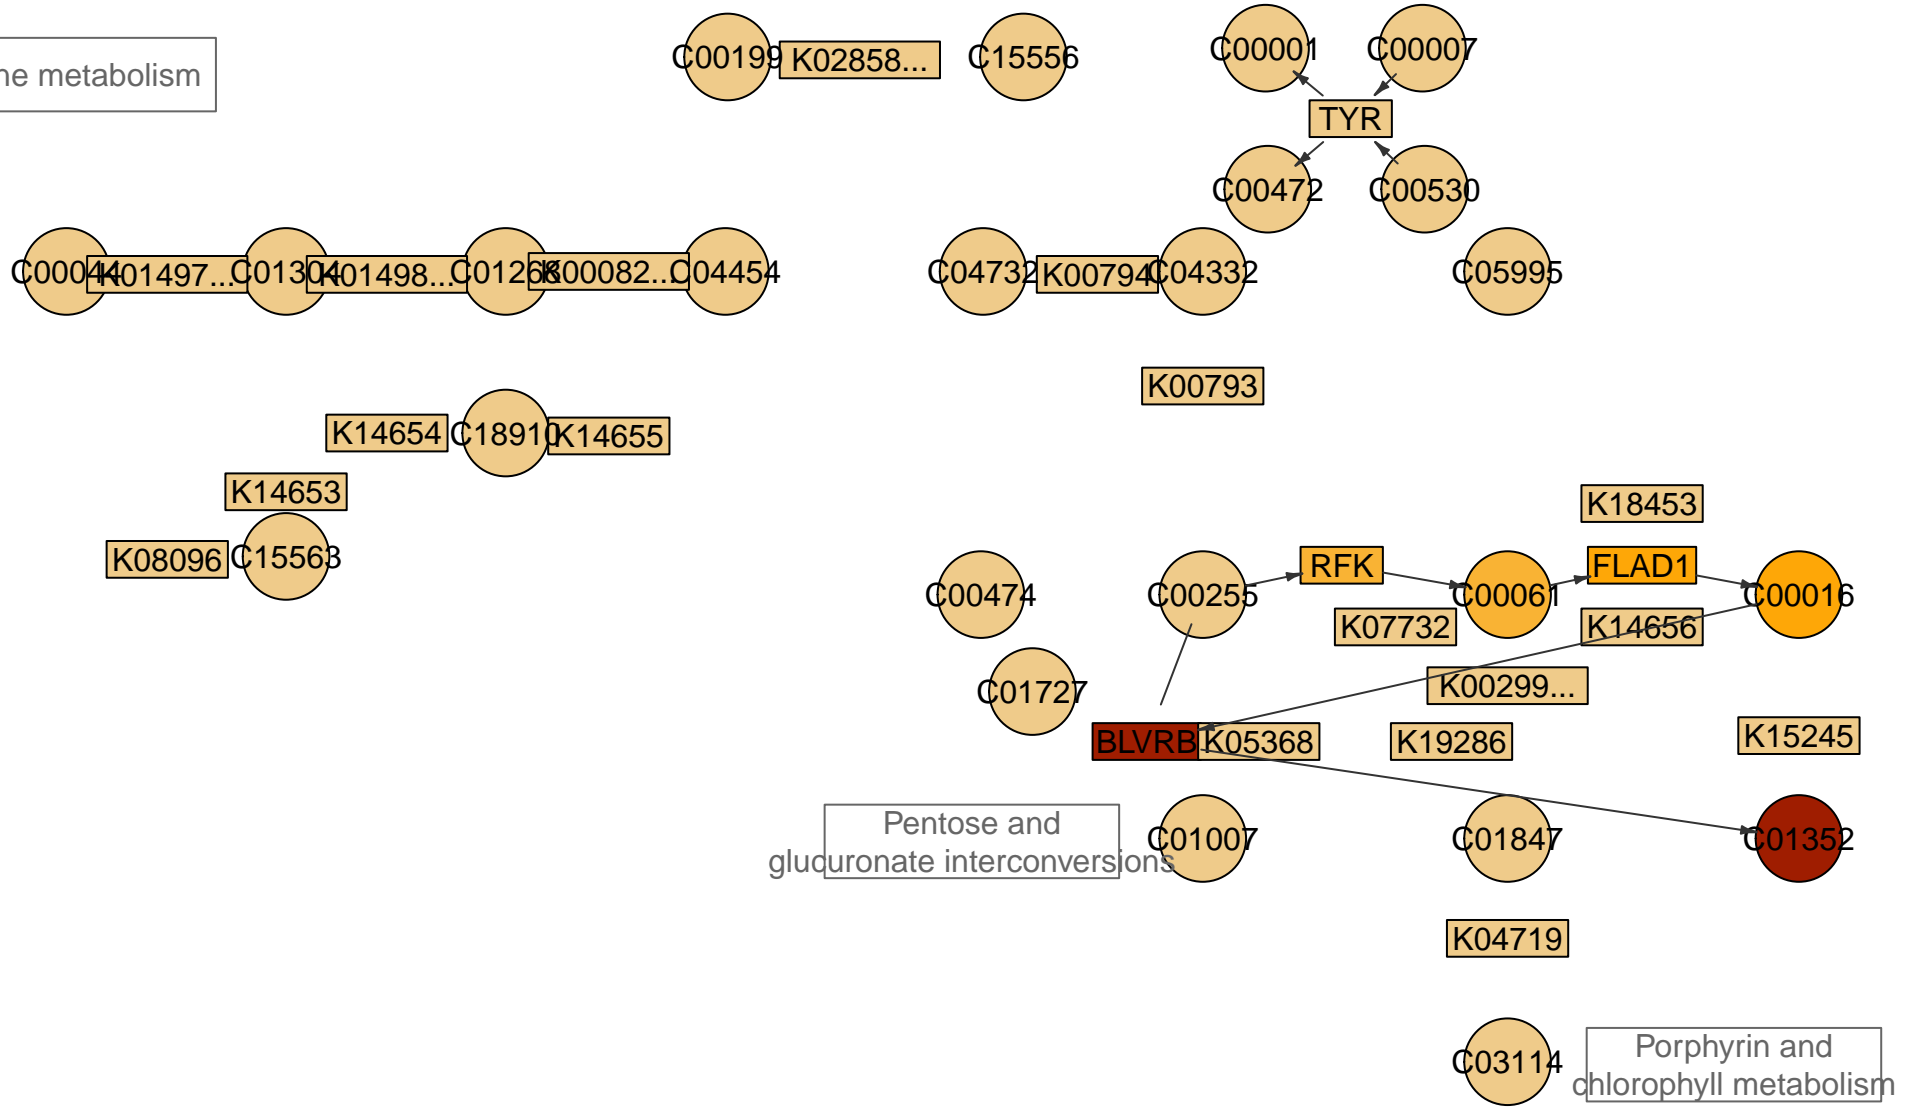 C00199
K02858...
C15556
C00001
C00007
ne metabolism
TYR
C00472
C00530
C00044
K01497...
C01304
K01498...
C01268
K00082...
C04454
C04732
K00794
C04332
C05995
K00793
K14654
C18910
K14655
K14653
K08096
C15563
K18453
RFK
FLAD1
C00474
C00255
C00061
C00016
K07732
K14656
C01727
K00299...
BLVRB
K05368
K19286
K15245
Pentose and
glucuronate interconversions
C01007
C01847
C01352
K04719
C03114
Porphyrin and
chlorophyll metabolism